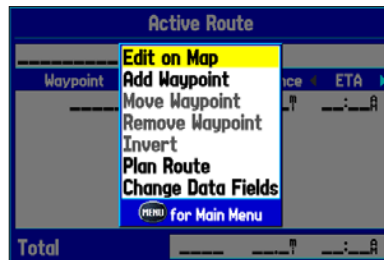 Active Route
Edit on Map
Waypoint Add Waypoint nce ETA
Move Waypoint
Remove Waypoint
Invert
Plan Route
Change Data Fields
MENU for Main Menu
Total